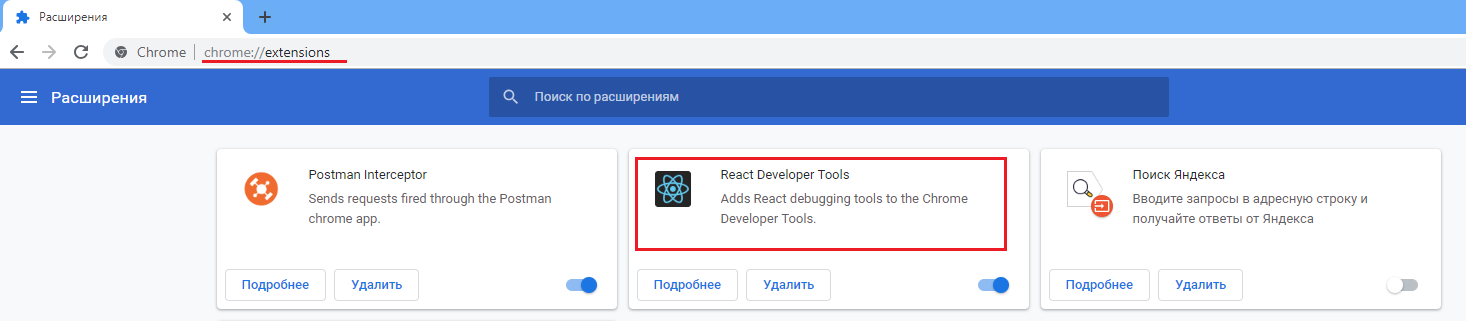 Расширения
Chrome chrome://extensions
Расширения
Поиск по расширениям
Postman Interceptor
Sends requests fired through the Postman
chrome app.
Подробнее Удалить
React Developer Tools
Adds React debugging tools to the Chrome
Developer Tools.
Подробнее Удалить
Поиск Яндекса
Вводите запросы в адресную строку и
получайте ответы от Яндекса
Подробнее Удалить